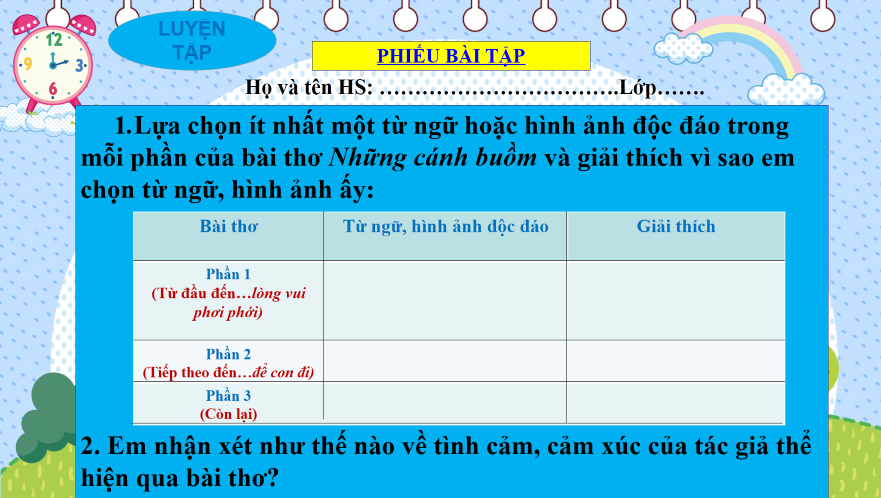 LUYỆN
TẬP
12
9
3
6
PHIẾU BÀI TẬP
Họ và tên HS: …………………………….Lớp…….
1.Lựa chọn ít nhất một từ ngữ hoặc hình ảnh độc đáo trong
mỗi phần của bài thơ Những cánh buồm và giải thích vì sao em
chọn từ ngữ, hình ảnh ấy:
Bài thơ Từ ngữ, hình ảnh độc đáo Giải thích
Phần 1
(Từ đầu đến…lòng vui
phơi phới)
Phần 2
(Tiếp theo đến…để con đi)
Phần 3
(Còn lại)
2. Em nhận xét như thế nào về tình cảm, cảm xúc của tác giả thể
hiện qua bài thơ?